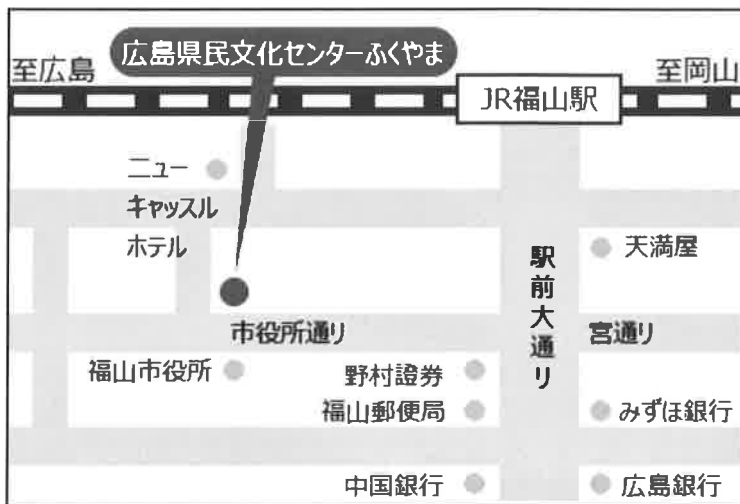 広島県民文化センターふくやま
至広島
至岡山
JR福山駅
ニュー
キャッスル
ホテル
天満屋
駅前大通り
市役所通り
宮通り
福山市役所
野村證券
福山郵便局
みずほ銀行
中国銀行
広島銀行